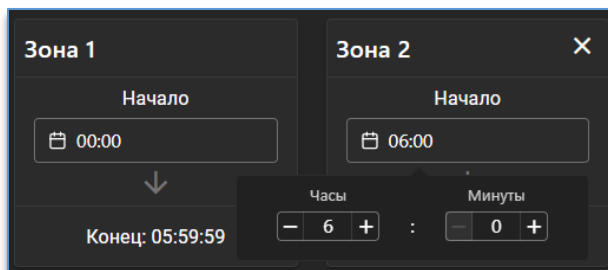 Зона 1
Начало
00:00
Конец: 05:59:59
Зона 2
Начало
06:00
Часы
Минуты
6 : 0